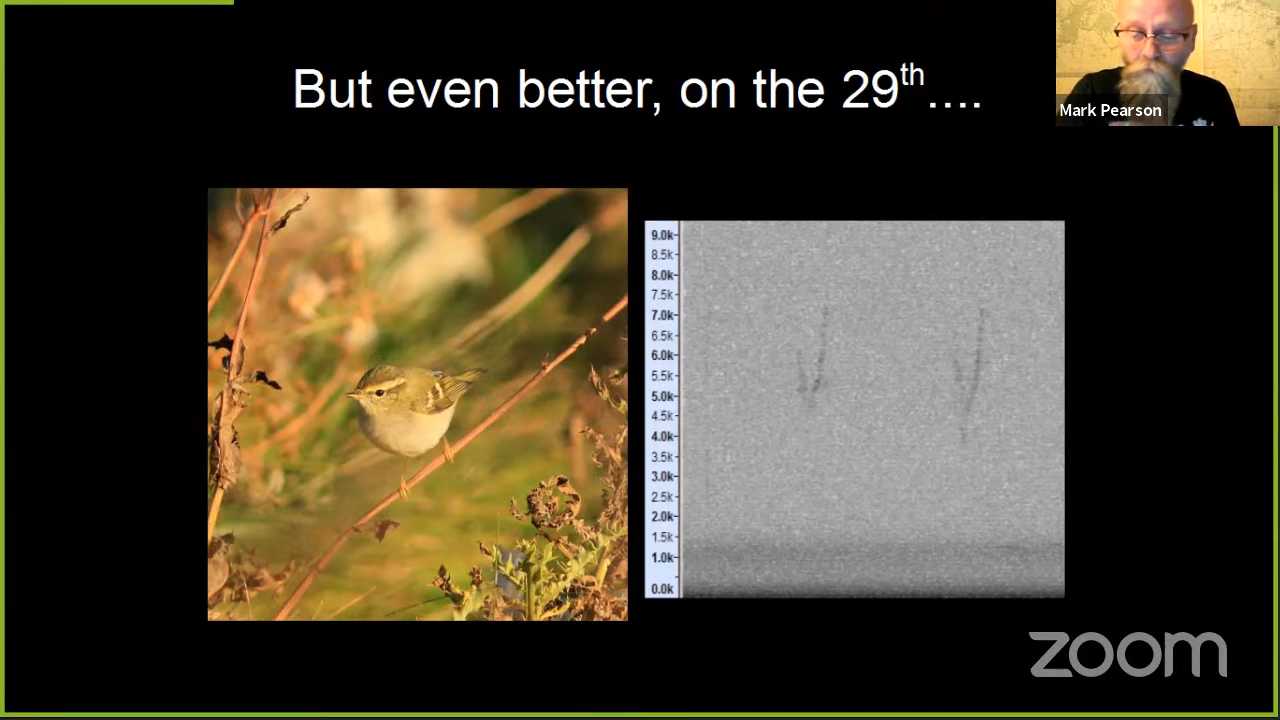 But even better, on the 29th....
Mark Pearson
9.0k
8.5k
8.0k
7.5k
7.0k
6.5k
6.0k
5.5k
5.0k
4.5k
4.0k
3.5k
3.0k
2.5k
2.0k
1.5k
1.0k
0.0k
zoom